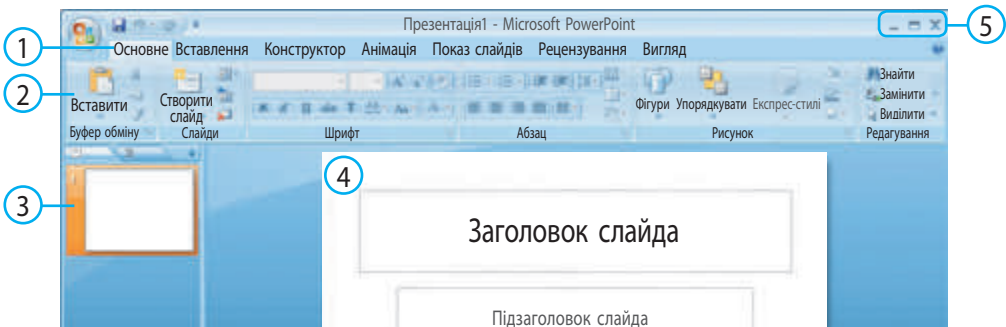 Презентація1 - Microsoft PowerPoint
5
1
Основне Вставлення Конструктор Анімація Показ слайдів Рецензування Вигляд
2
Вставити
Створити
слайд
Фігури Упорядкувати Експрес-стилі
Знайти
Замінити
Виділити
Буфер обміну Слайди Шрифт Абзац Рисунок Редагування
3
1
4
Заголовок слайда
Підзаголовок слайда